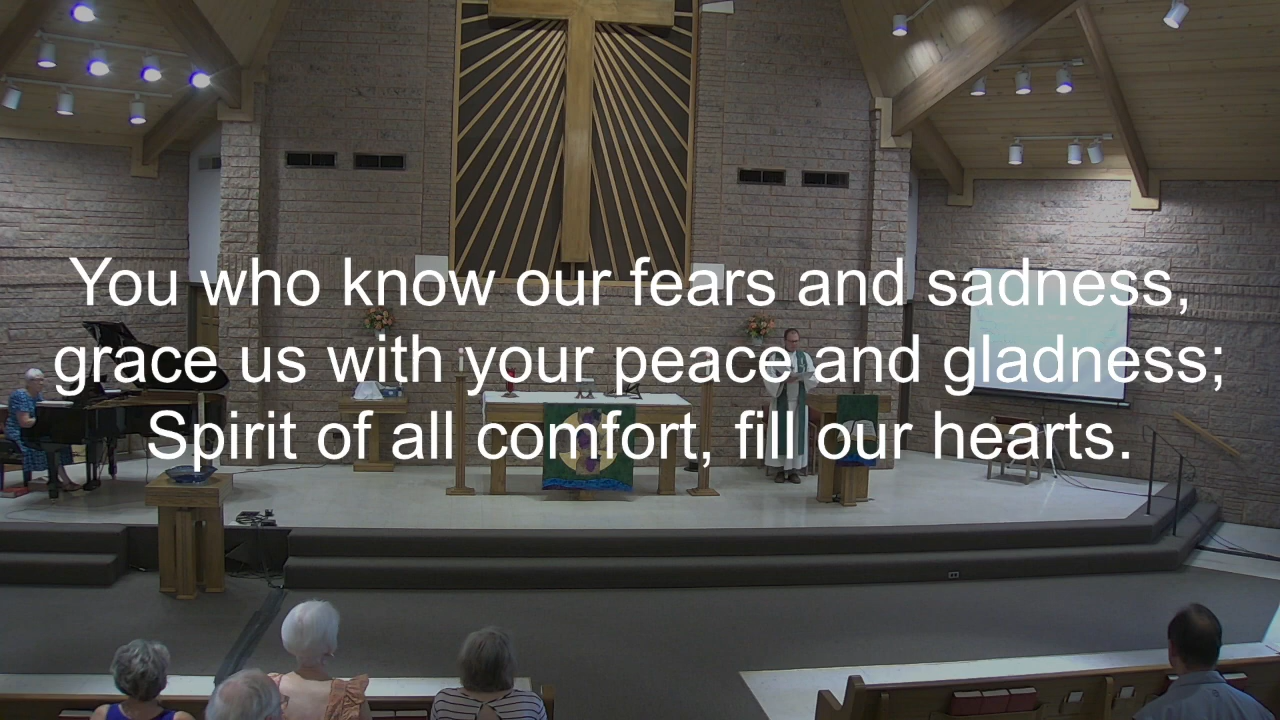 You who know our fears and sadness,
grace us with your peace and gladness;
Spirit of all comfort, fill our hearts.